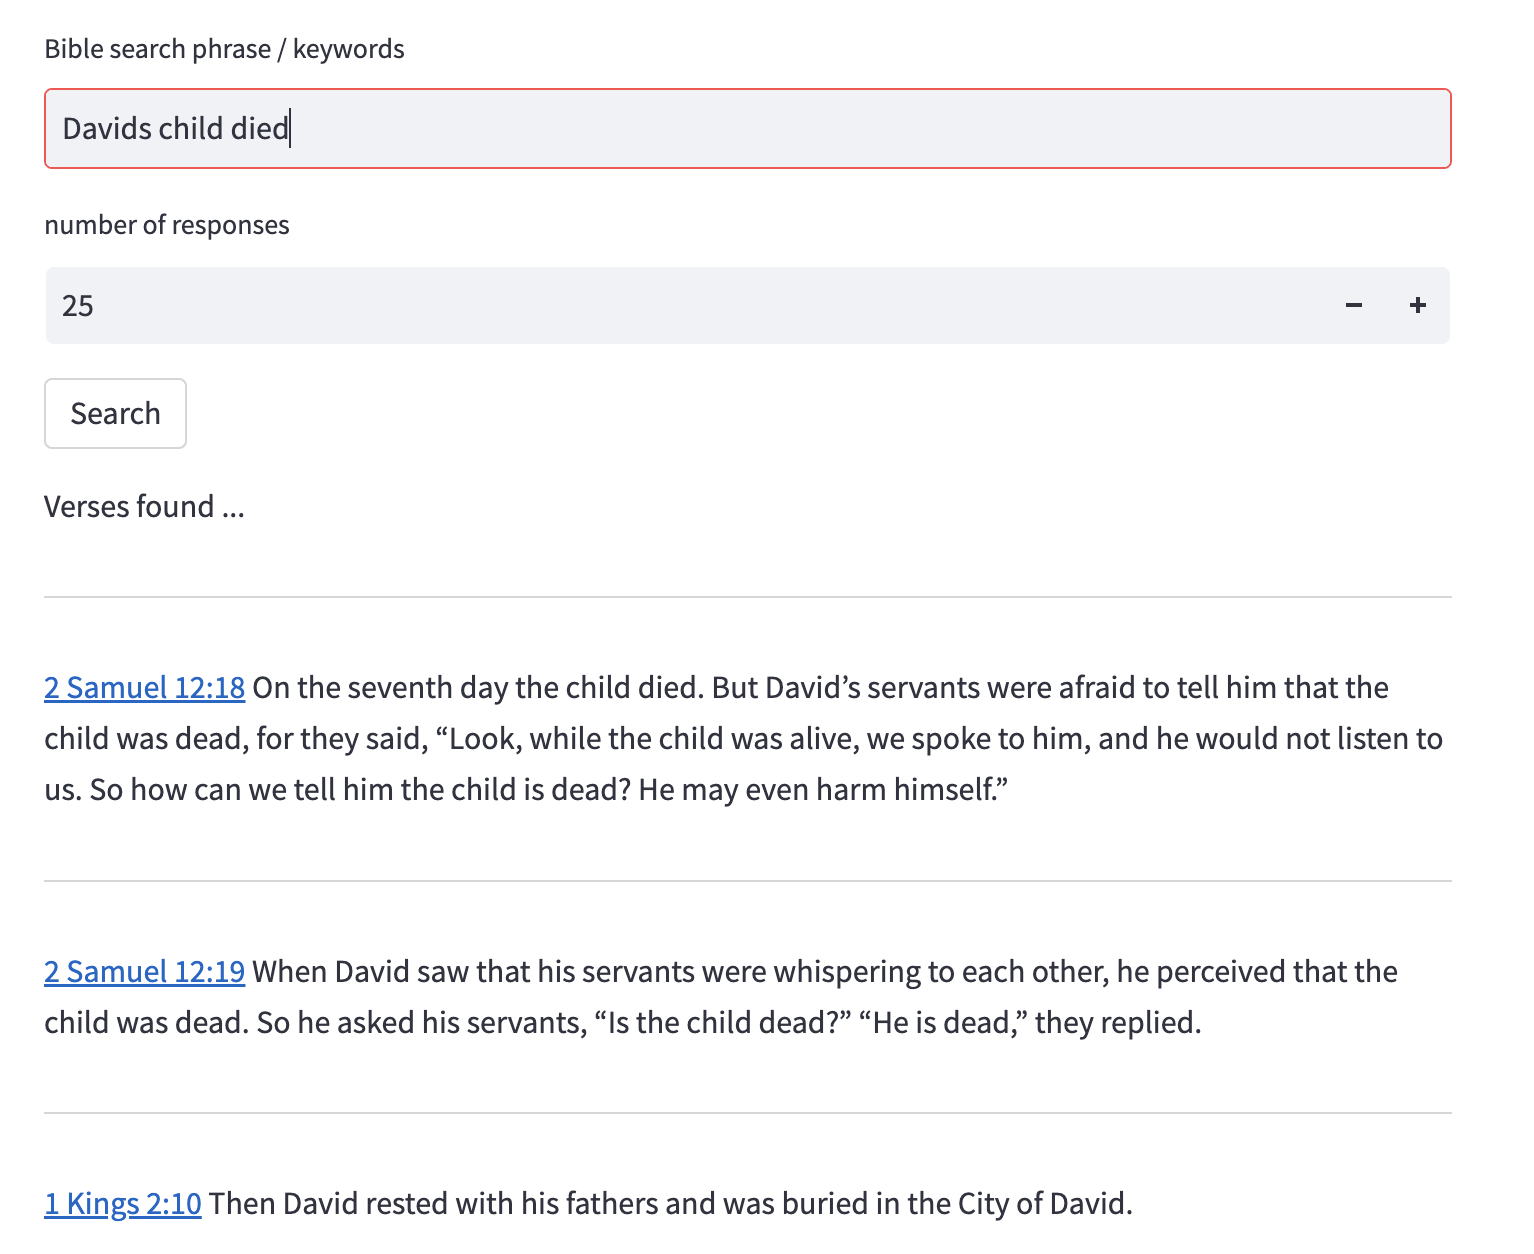 Bible search phrase / keywords
Davids child died
number of responses
25
− +
Search
Verses found ...
2 Samuel 12:18 On the seventh day the child died. But David’s servants were afraid to tell him that the
child was dead, for they said, “Look, while the child was alive, we spoke to him, and he would not listen to
us. So how can we tell him the child is dead? He may even harm himself.”
2 Samuel 12:19 When David saw that his servants were whispering to each other, he perceived that the
child was dead. So he asked his servants, “Is the child dead?” “He is dead,” they replied.
1 Kings 2:10 Then David rested with his fathers and was buried in the City of David.